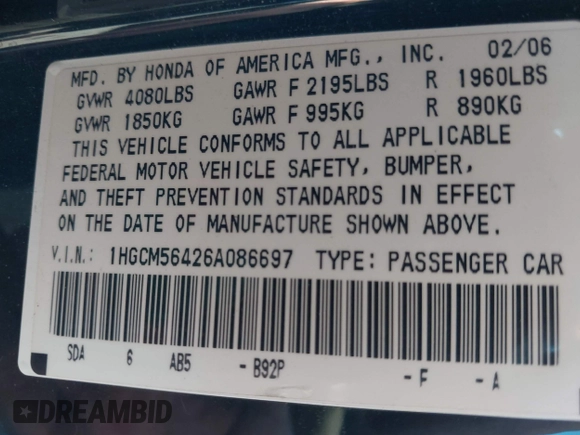 MFD. BY HONDA OF AMERICA MFG., INC. 02/06
GVWR 4080LBS GAWR F 2195LBS R 1960LBS
GVWR 1850KG GAWR F 995KG R 890KG
THIS VEHICLE CONFORMS TO ALL APPLICABLE
FEDERAL MOTOR VEHICLE SAFETY, BUMPER,
AND THEFT PREVENTION STANDARDS IN EFFECT
ON THE DATE OF MANUFACTURE SHOWN ABOVE.
V.I.N.: 1HGCM56426A086697 TYPE: PASSENGER CAR
SDA 6 AB5 - B92P - F - A
DREAMBID